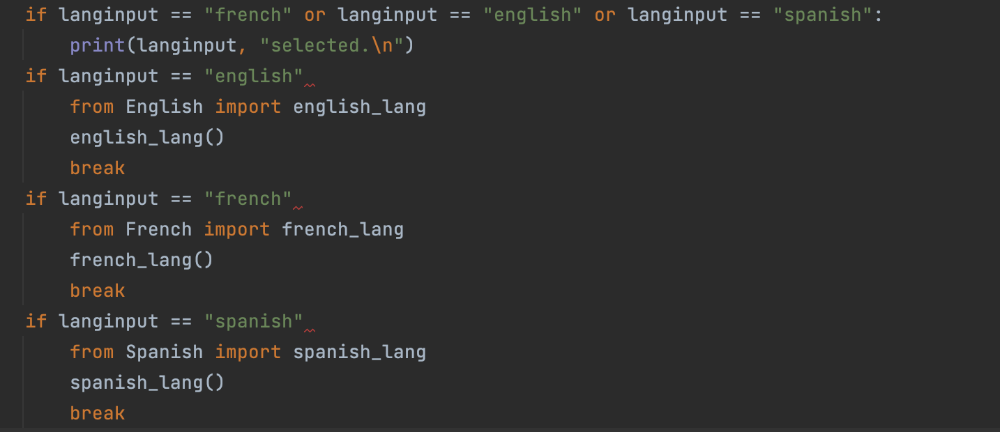 if langinput == "french" or langinput == "english" or langinput == "spanish":
    print(langinput, "selected.\n")
if langinput == "english"
    from English import english_lang
    english_lang()
    break
if langinput == "french"
    from French import french_lang
    french_lang()
    break
if langinput == "spanish"
    from Spanish import spanish_lang
    spanish_lang()
    break